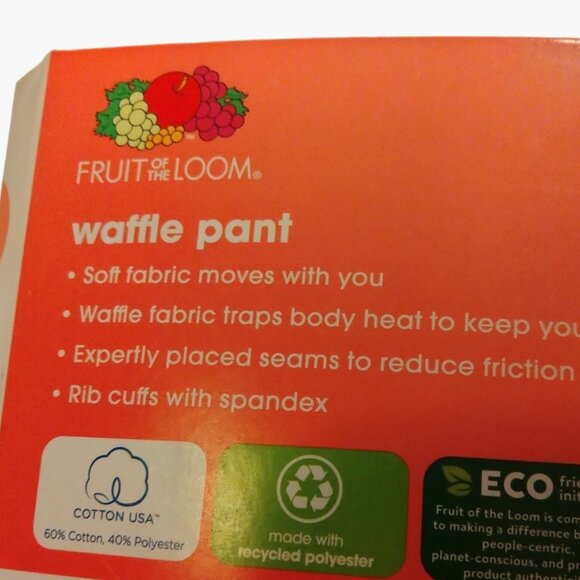 FRUIT OF THE LOOM®
waffle pant
• Soft fabric moves with you
• Waffle fabric traps body heat to keep you
• Expertly placed seams to reduce friction
• Rib cuffs with spandex
COTTON USA™
60% Cotton, 40% Polyester
made with
recycled polyester
ECO
Fruit of the Loom is
to making a difference
people-centric,
planet-conscious, and
product